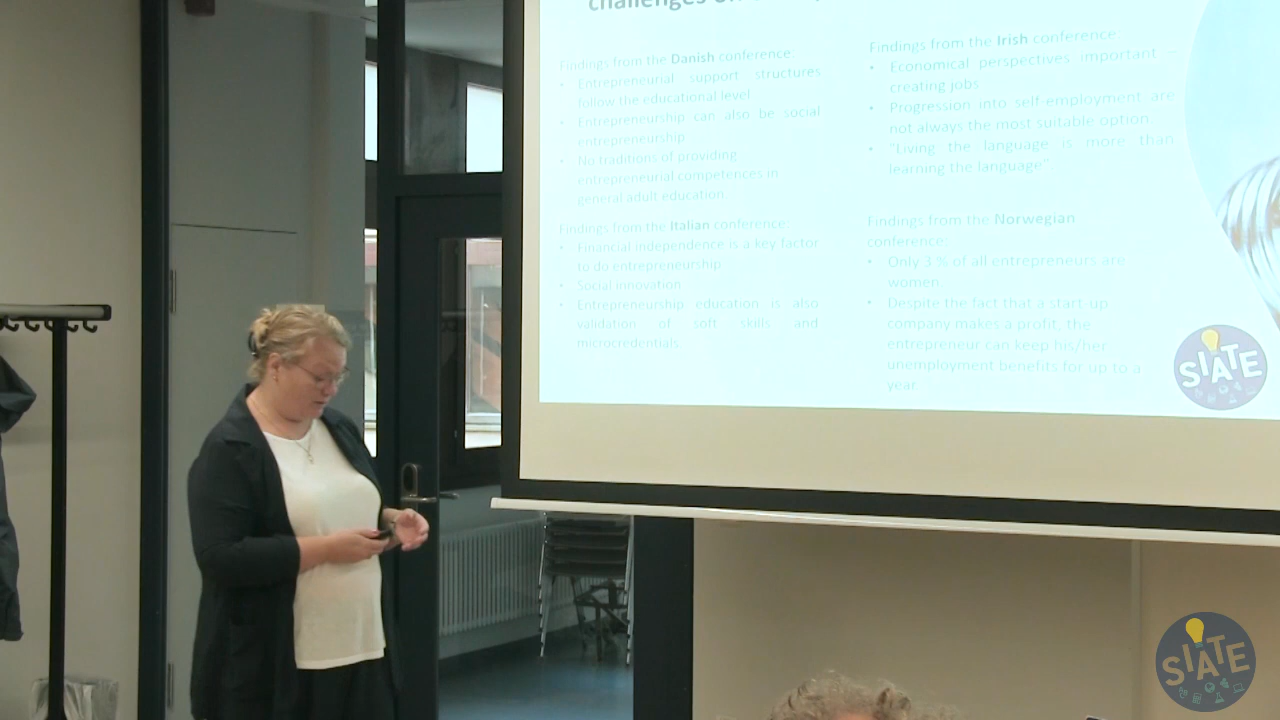 challenges on
Findings from the Danish conference:
• Entrepreneurial support structures
follow the educational level
• Entrepreneurship can also be social
entrepreneurship
• No traditions of providing
entrepreneurial competences in
general adult education
Findings from the Italian conference:
• Financial independence is a key factor
to do entrepreneurship
• Social innovation
• Entrepreneurship education is also
validation of soft skills and
microcredentials
Findings from the Irish conference:
• Economical perspectives important –
creating jobs
• Progression into self-employment are
not always the most suitable option.
• "Living the language is more than
learning the language"
Findings from the Norwegian
conference:
• Only 3 % of all entrepreneurs are
women.
• Despite the fact that a start-up
company makes a profit, the
entrepreneur can keep his/her
unemployment benefits for up to a
year.
SIATE
SIATE